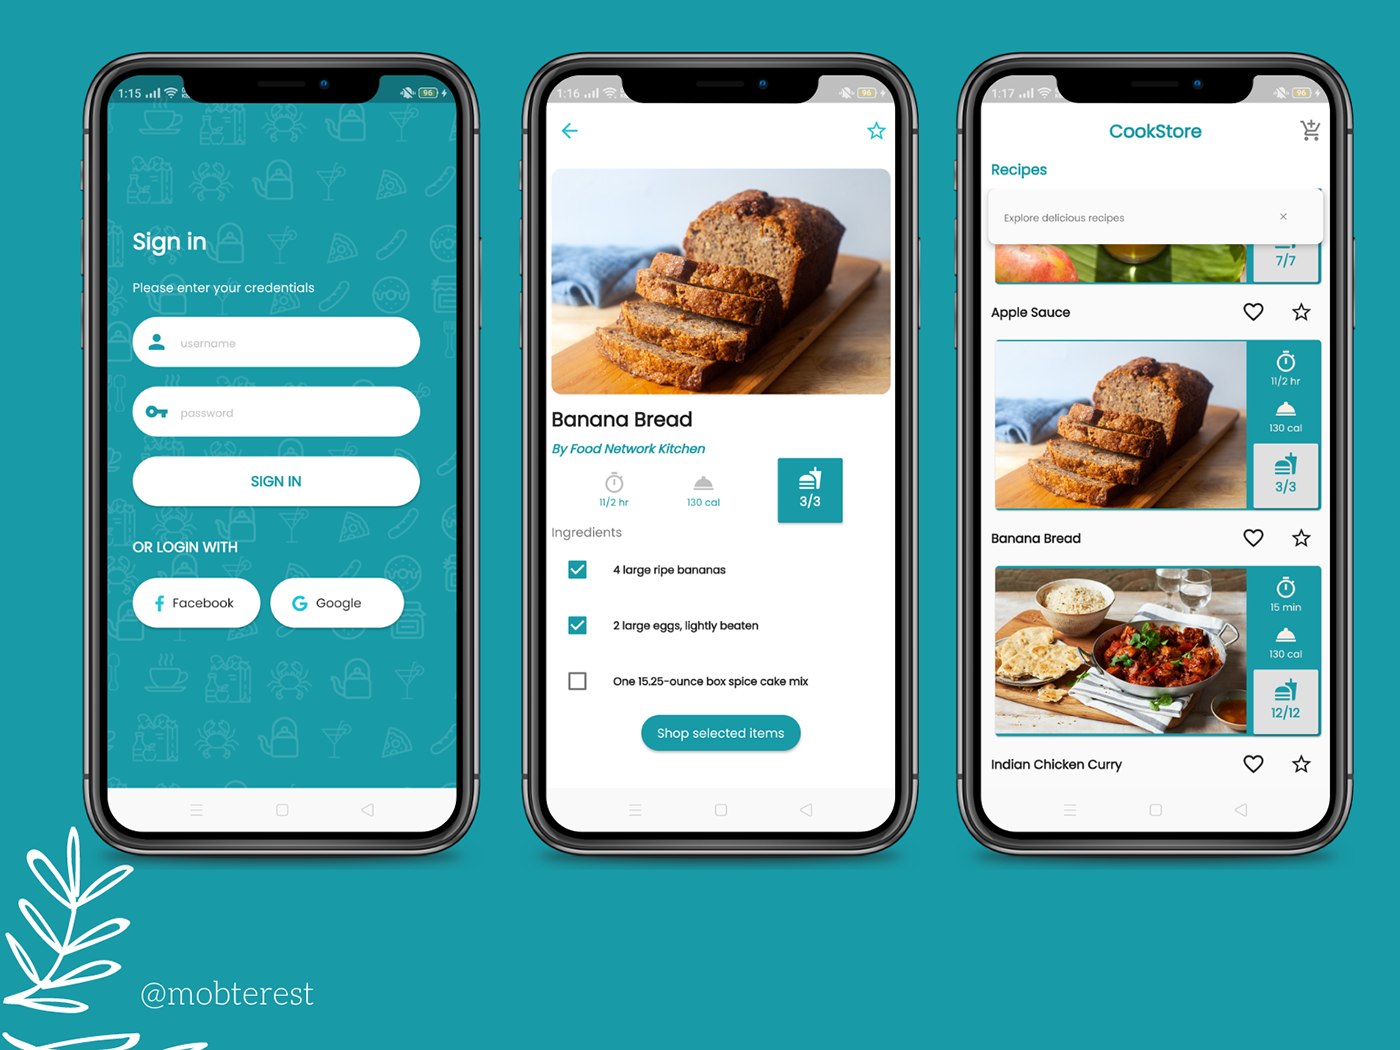 1:15
96
Sign in
Please enter your credentials
username
password
SIGN IN
OR LOGIN WITH
Facebook
Google
1:16
96
Banana Bread
By Food Network Kitchen
11/2 hr
130 cal
3/3
Ingredients
4 large ripe bananas
2 large eggs, lightly beaten
One 15.25-ounce box spice cake mix
Shop selected items
1:17
96
CookStore
Recipes
Explore delicious recipes
7/7
Apple Sauce
11/2 hr
130 cal
3/3
Banana Bread
15 min
130 cal
12/12
Indian Chicken Curry
@mobterest